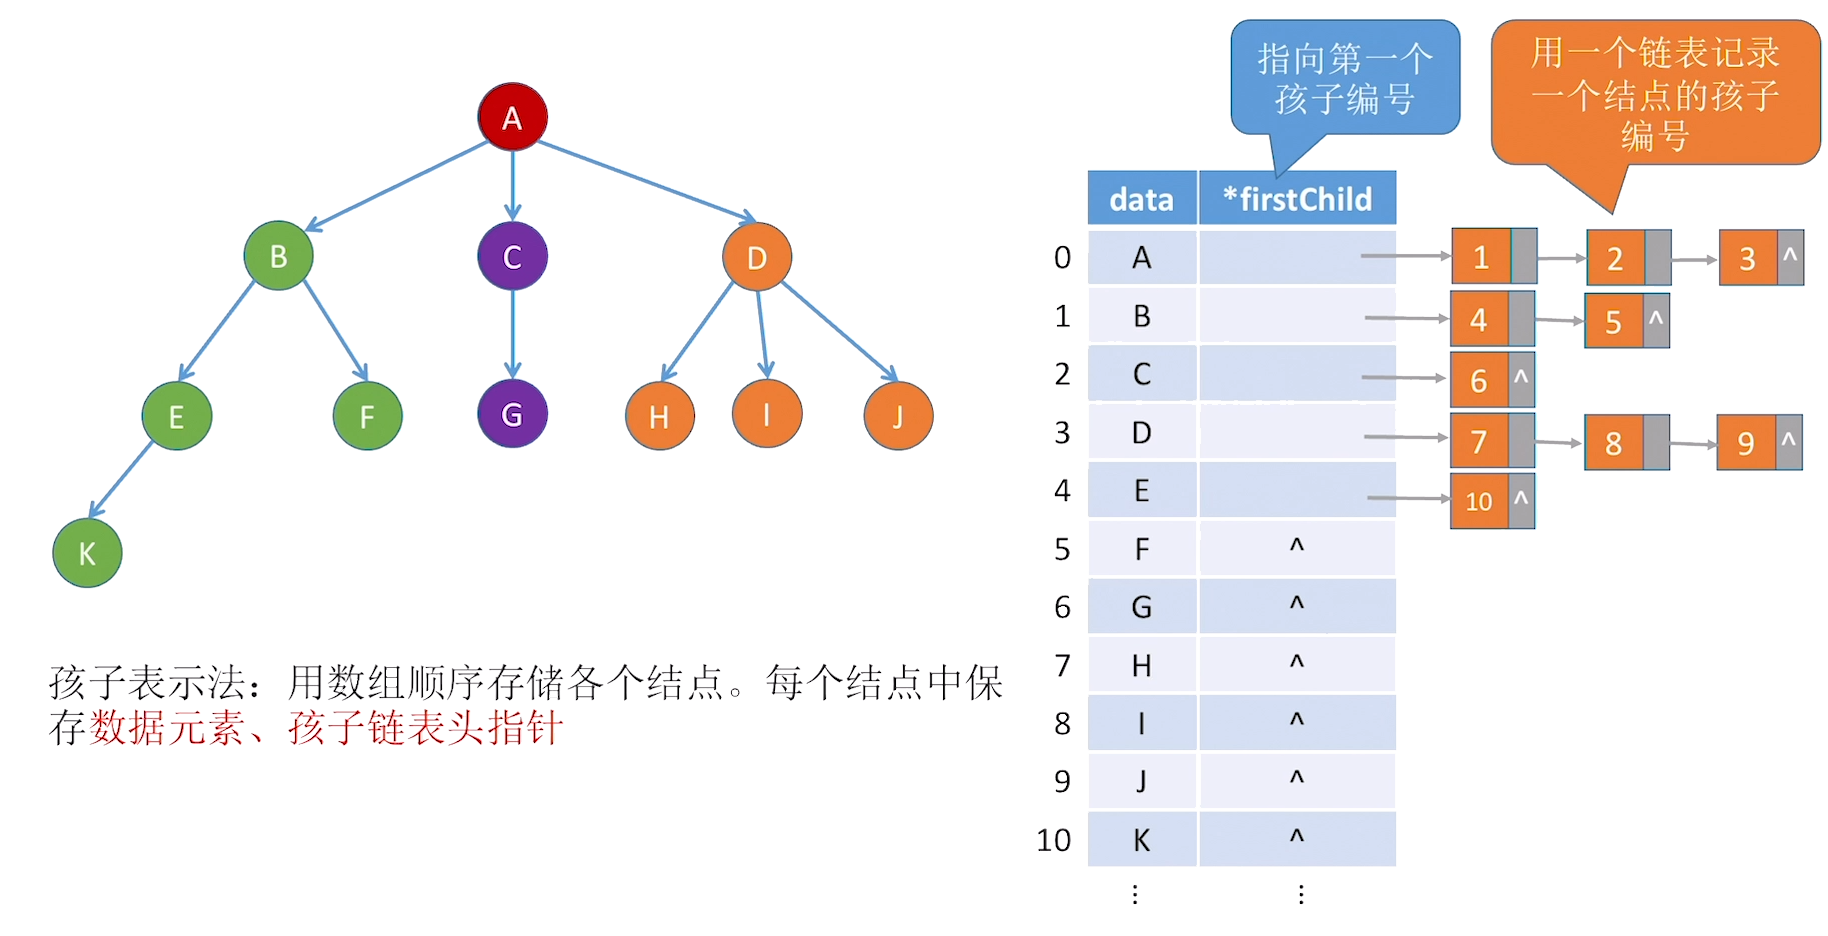 A
B
C
D
E
F
G
H
I
J
K
孩子表示法：用数组顺序存储各个结点。每个结点中保
存数据元素、孩子链表头指针
指向第一个
孩子编号
用一个链表记录
一个结点的孩子
编号
data *firstChild
0 A 1 2 3 ^
1 B 4 5 ^
2 C 6 ^
3 D 7 8 9 ^
4 E 10 ^
5 F ^
6 G ^
7 H ^
8 I ^
9 J ^
10 K ^
⋮ ⋮